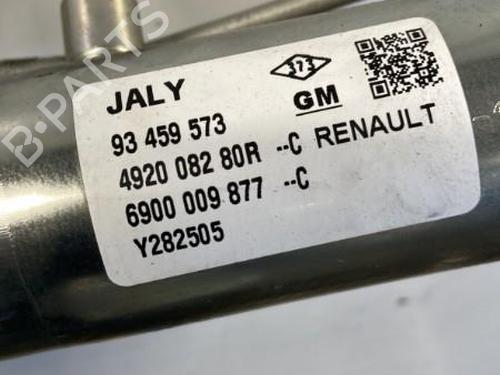 JALY
373
GM
93 459 573
4920 082 80R --C RENAULT
6900 009 877 --C
Y282505
B-PARTS